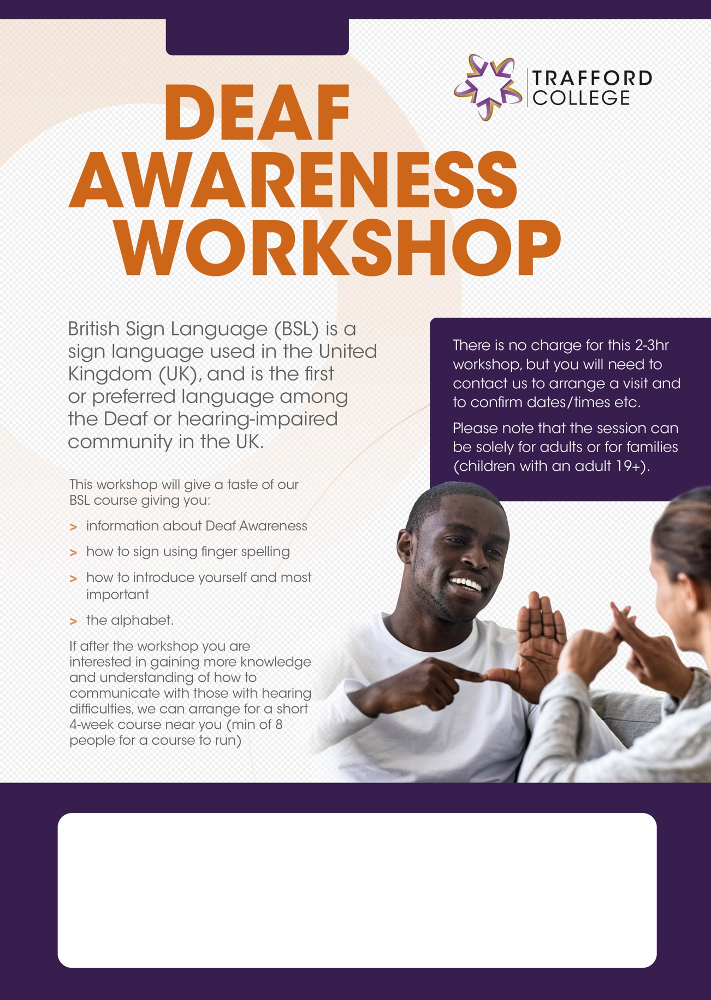 TRAFFORD
COLLEGE
DEAF
AWARENESS
WORKSHOP
British Sign Language (BSL) is a
sign language used in the United
Kingdom (UK), and is the first
or preferred language among
the Deaf or hearing-impaired
community in the UK.
This workshop will give a taste of our
BSL course giving you:
> information about Deaf Awareness
> how to sign using finger spelling
> how to introduce yourself and most
important
> the alphabet.
If after the workshop you are
interested in gaining more knowledge
and understanding of how to
communicate with those with hearing
difficulties, we can arrange for a short
4-week course near you (min of 8
people for a course to run)
There is no charge for this 2-3hr
workshop, but you will need to
contact us to arrange a visit and
to confirm dates/times etc.
Please note that the session can
be solely for adults or for families
(children with an adult 19+).